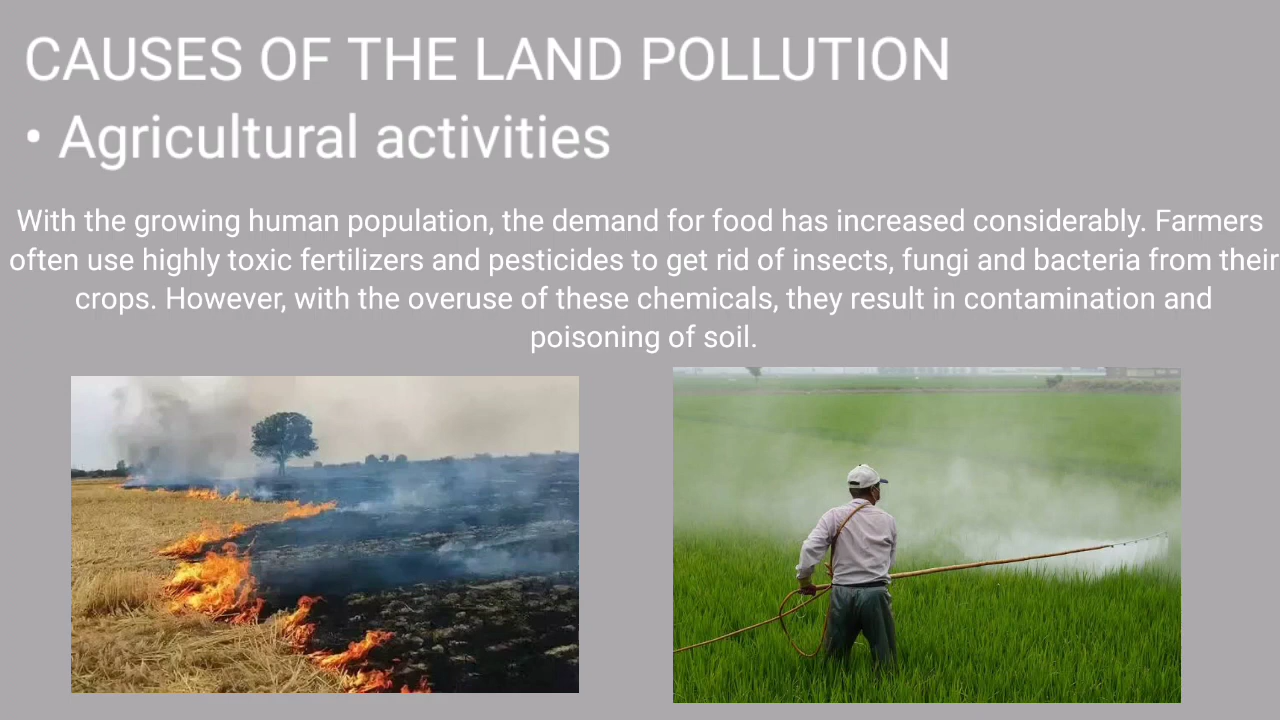 CAUSES OF THE LAND POLLUTION
• Agricultural activities
With the growing human population, the demand for food has increased considerably. Farmers
often use highly toxic fertilizers and pesticides to get rid of insects, fungi and bacteria from their
crops. However, with the overuse of these chemicals, they result in contamination and
poisoning of soil.